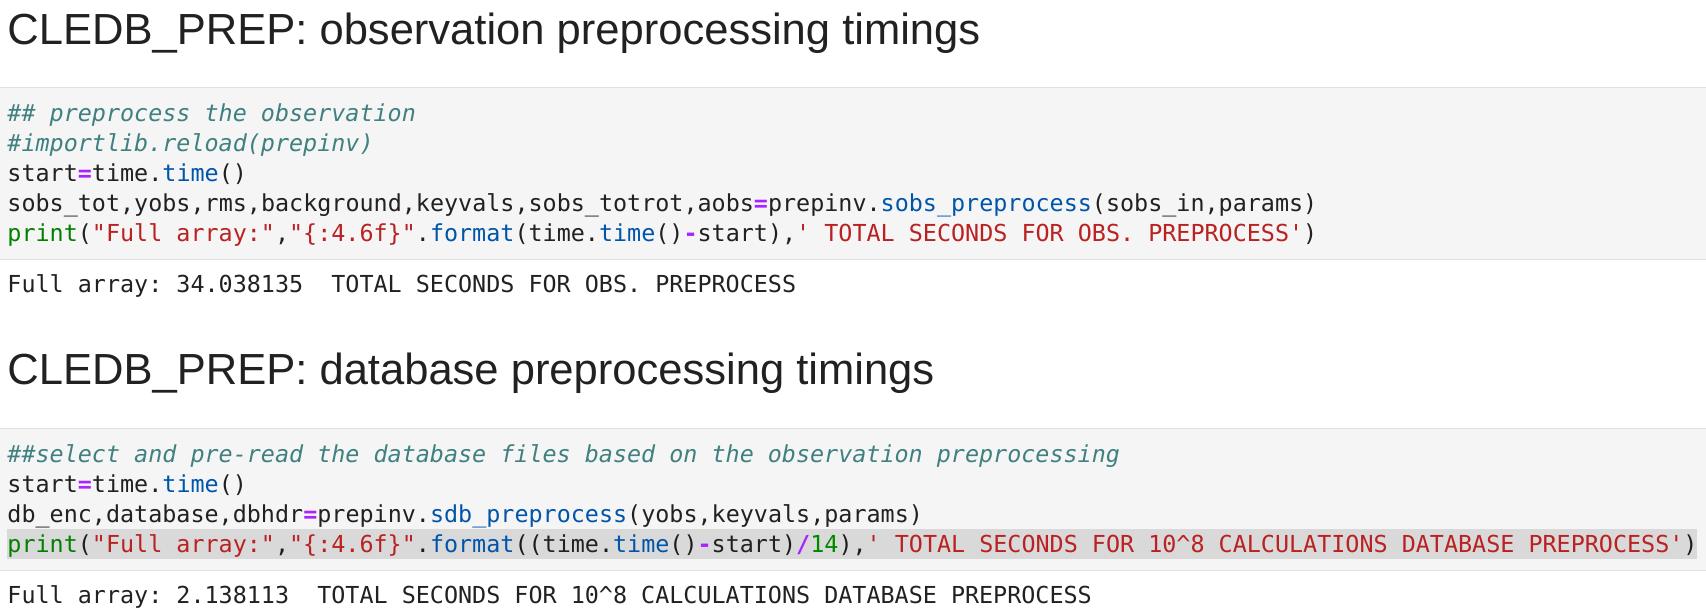 CLEDB_PREP: observation preprocessing timings
## preprocess the observation
#importlib.reload(prepinv)
start=time.time()
sobs_tot,yobs,rms,background,keyvals,sobs_totrot,aobs=prepinv.sobs_preprocess(sobs_in,params)
print("Full array:","{:4.6f}".format(time.time()-start),' TOTAL SECONDS FOR OBS. PREPROCESS')
Full array: 34.038135  TOTAL SECONDS FOR OBS. PREPROCESS
CLEDB_PREP: database preprocessing timings
##select and pre-read the database files based on the observation preprocessing
start=time.time()
db_enc,database,dbhdr=prepinv.sdb_preprocess(yobs,keyvals,params)
print("Full array:","{:4.6f}".format((time.time()-start)/14),' TOTAL SECONDS FOR 10^8 CALCULATIONS DATABASE PREPROCESS')
Full array: 2.138113  TOTAL SECONDS FOR 10^8 CALCULATIONS DATABASE PREPROCESS